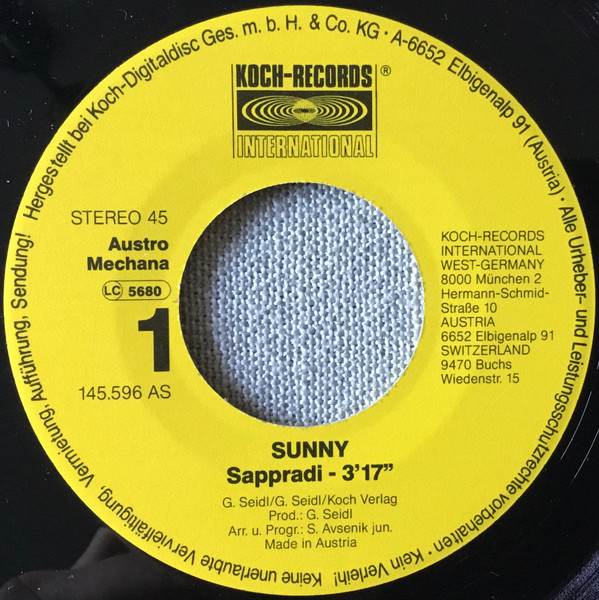 Hergestellt bei Koch-Digitaldisc Ges. m. b. H. & Co. KG · A-6652 Elbigenalp 91 (Austria) · Alle Urheber- und Leistungsschutzrechte vorbehalten · Kein Verleih! Keine unerlaubte Vervielfältigung, Vermietung, Aufführung, Sendung!
KOCH-RECORDS®
INTERNATIONAL
STEREO 45
Austro
Mechana
LC 5680
1
145.596 AS
KOCH-RECORDS
INTERNATIONAL
WEST-GERMANY
8000 München 2
Hermann-Schmid-
Straße 10
AUSTRIA
6652 Elbigenalp 91
SWITZERLAND
9470 Buchs
Wiedenstr. 15
SUNNY
Sappradi - 3'17”
G. Seidl/G. Seidl/Koch Verlag
Prod.: G. Seidl
Arr. u. Progr.: S. Avsenik jun.
Made in Austria